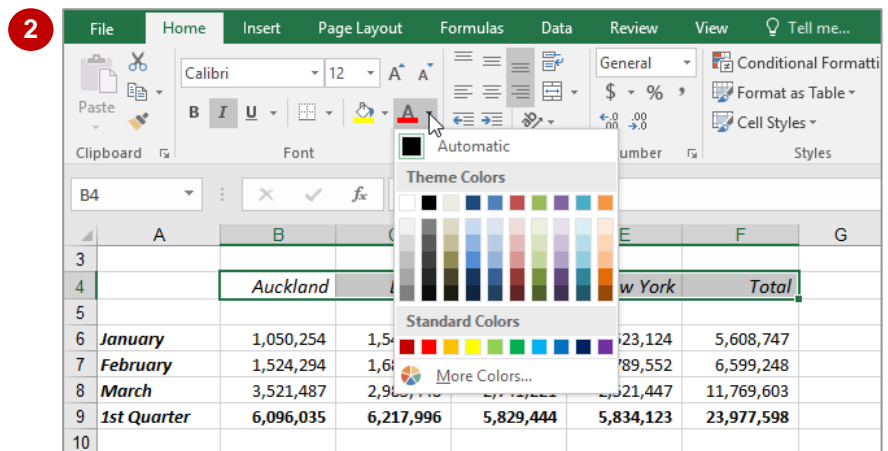 2
File Home Insert Page Layout Formulas Data Review View Tell me...
Calibri 12 A A General Conditional Formatti
Paste B I U A $ % , Format as Table
Cell Styles
Clipboard Font umber Styles
Automatic
B4 fx
Theme Colors
A B C E F G
3
4 Auckland w York Total
5
Standard Colors
6 January 1,050,254 1,54 523,124 5,608,747
7 February 1,524,294 1,68 789,552 6,599,248
More Colors...
8 March 3,521,487 521,447 11,769,603
9 1st Quarter 6,096,035 6,217,996 5,829,444 5,834,123 23,977,598
10